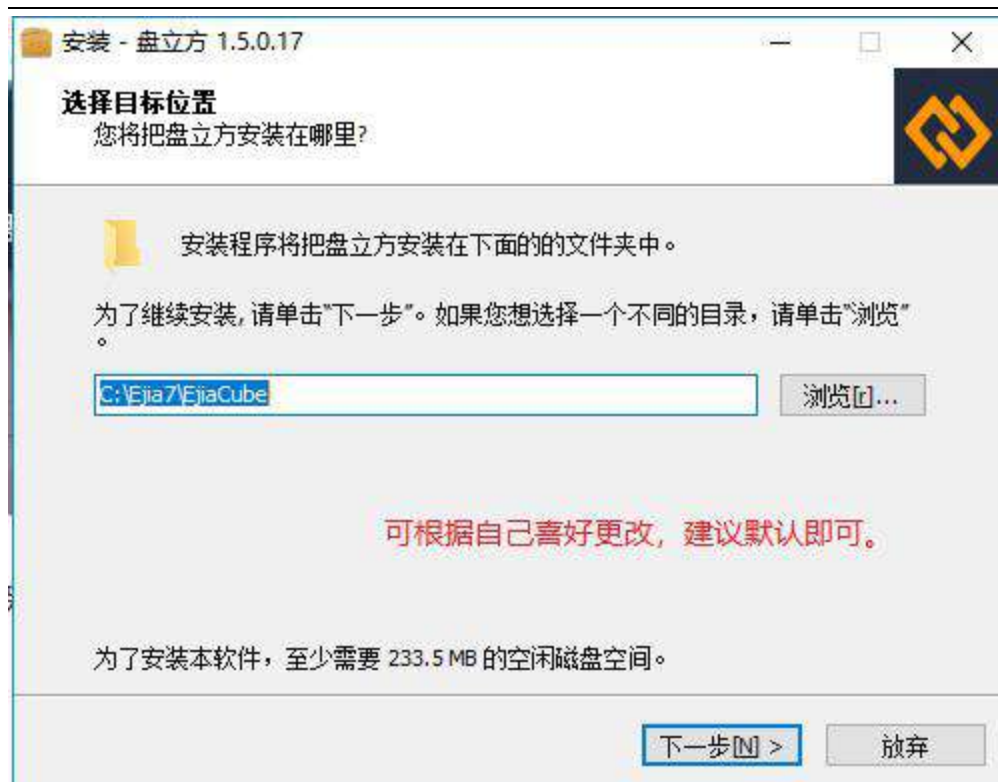 安装 - 盘立方 1.5.0.17
选择目标位置
您将把盘立方安装在哪里?
安装程序将把盘立方安装在下面的的文件夹中。
为了继续安装,请单击“下一步”。如果您想选择一个不同的目录，请单击“浏览”
。
C:\Ejia7\EjiaCube
浏览[r]...
可根据自己喜好更改，建议默认即可。
为了安装本软件，至少需要 233.5 MB 的空闲磁盘空间。
下一步[N] >
放弃